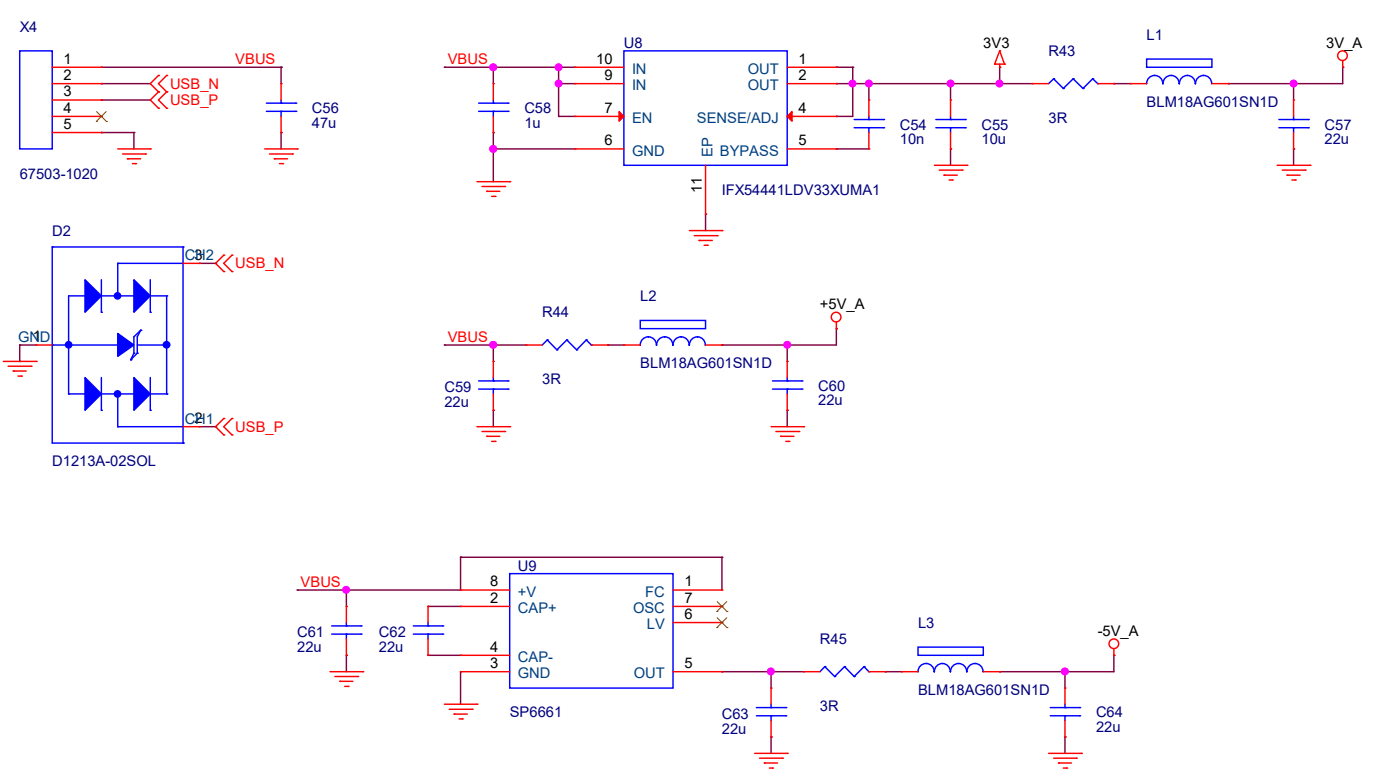 X4
1
2
3
4
5
VBUS
USB_N
USB_P
67503-1020
C56
47u
VBUS
C58
1u
U8
10
9
7
6
IN
IN
EN
GND
OUT
OUT
SENSE/ADJ
BYPASS
EP
11
1
2
4
5
IFX54441LDV33XUMA1
C54
10n
C55
10u
3V3
R43
3R
L1
BLM18AG601SN1D
3V_A
C57
22u
D2
CH2
3
USB_N
GND
1
CH1
2
USB_P
D1213A-02SOL
VBUS
C59
22u
R44
3R
L2
BLM18AG601SN1D
+5V_A
C60
22u
VBUS
C61
22u
C62
22u
U9
8
2
4
3
+V
CAP+
CAP-
GND
FC
OSC
LV
OUT
1
7
6
5
SP6661
C63
22u
R45
3R
L3
BLM18AG601SN1D
-5V_A
C64
22u